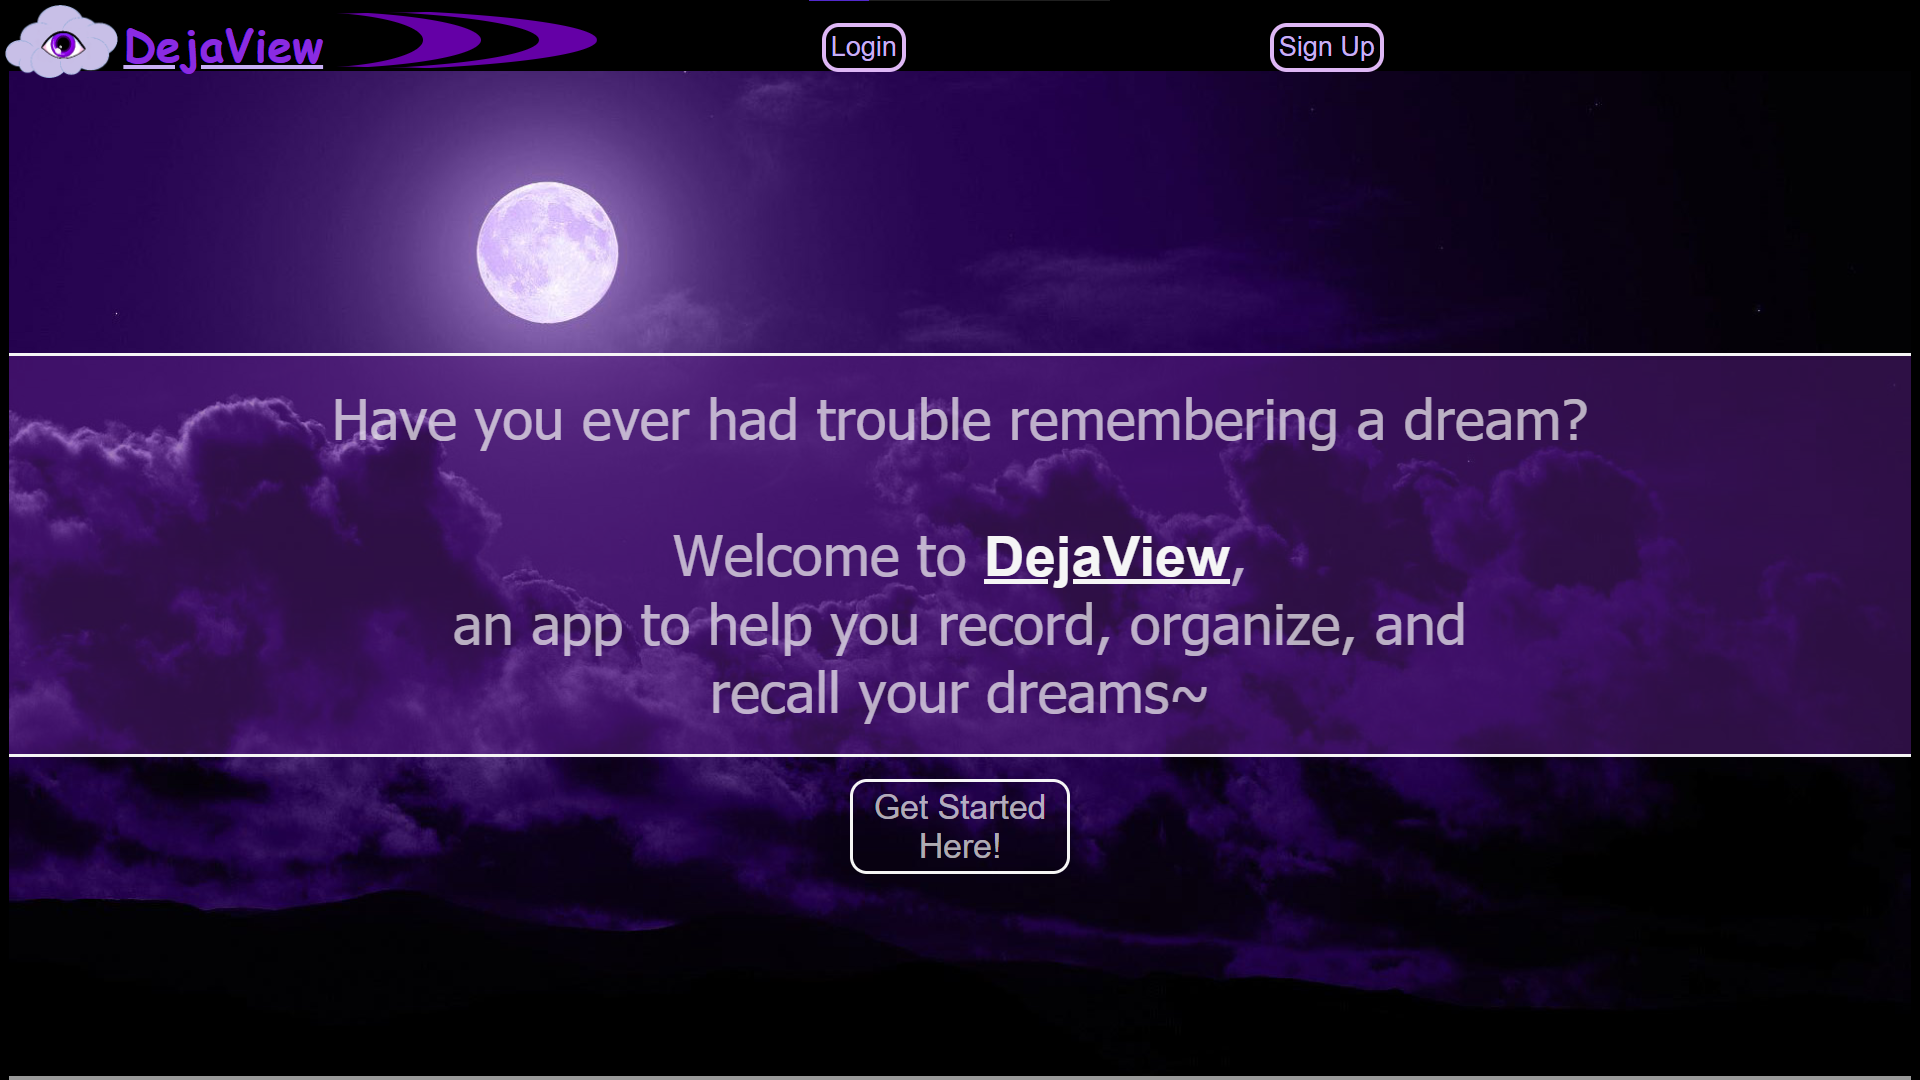 DejaView
Login
Sign Up
Have you ever had trouble remembering a dream?
Welcome to DejaView,
an app to help you record, organize, and
recall your dreams~
Get Started
Here!